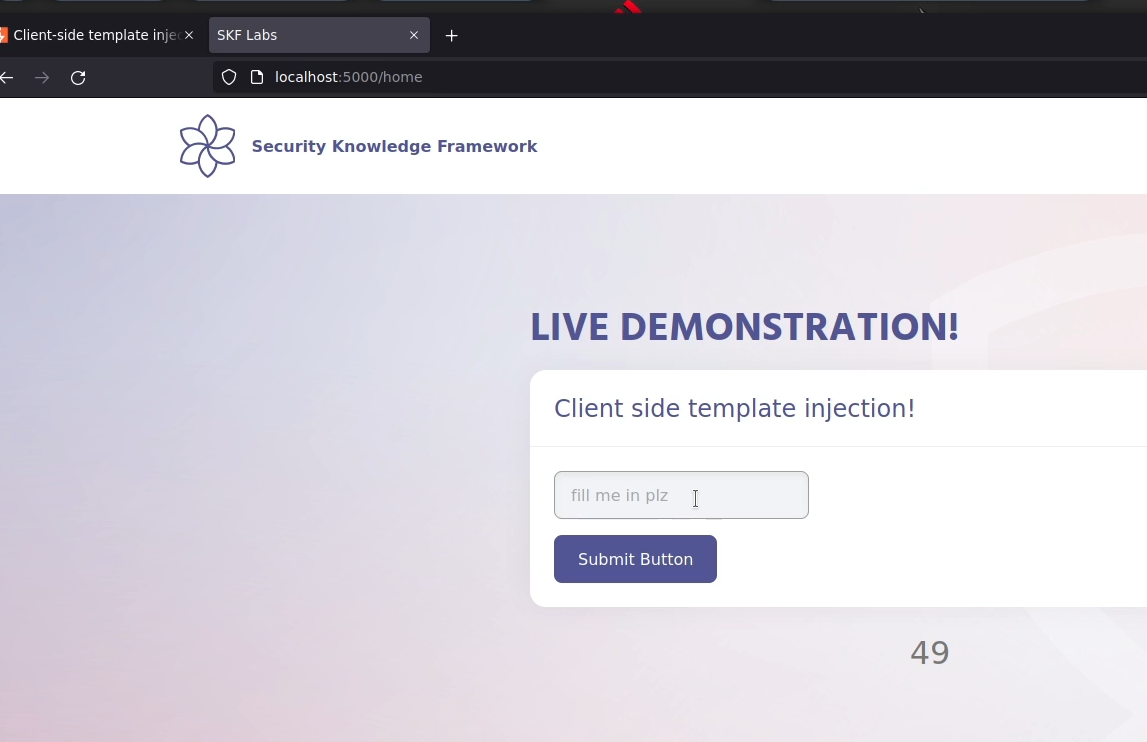 Client-side template injec
SKF Labs
localhost:5000/home
Security Knowledge Framework
LIVE DEMONSTRATION!
Client side template injection!
fill me in plz
Submit Button
49